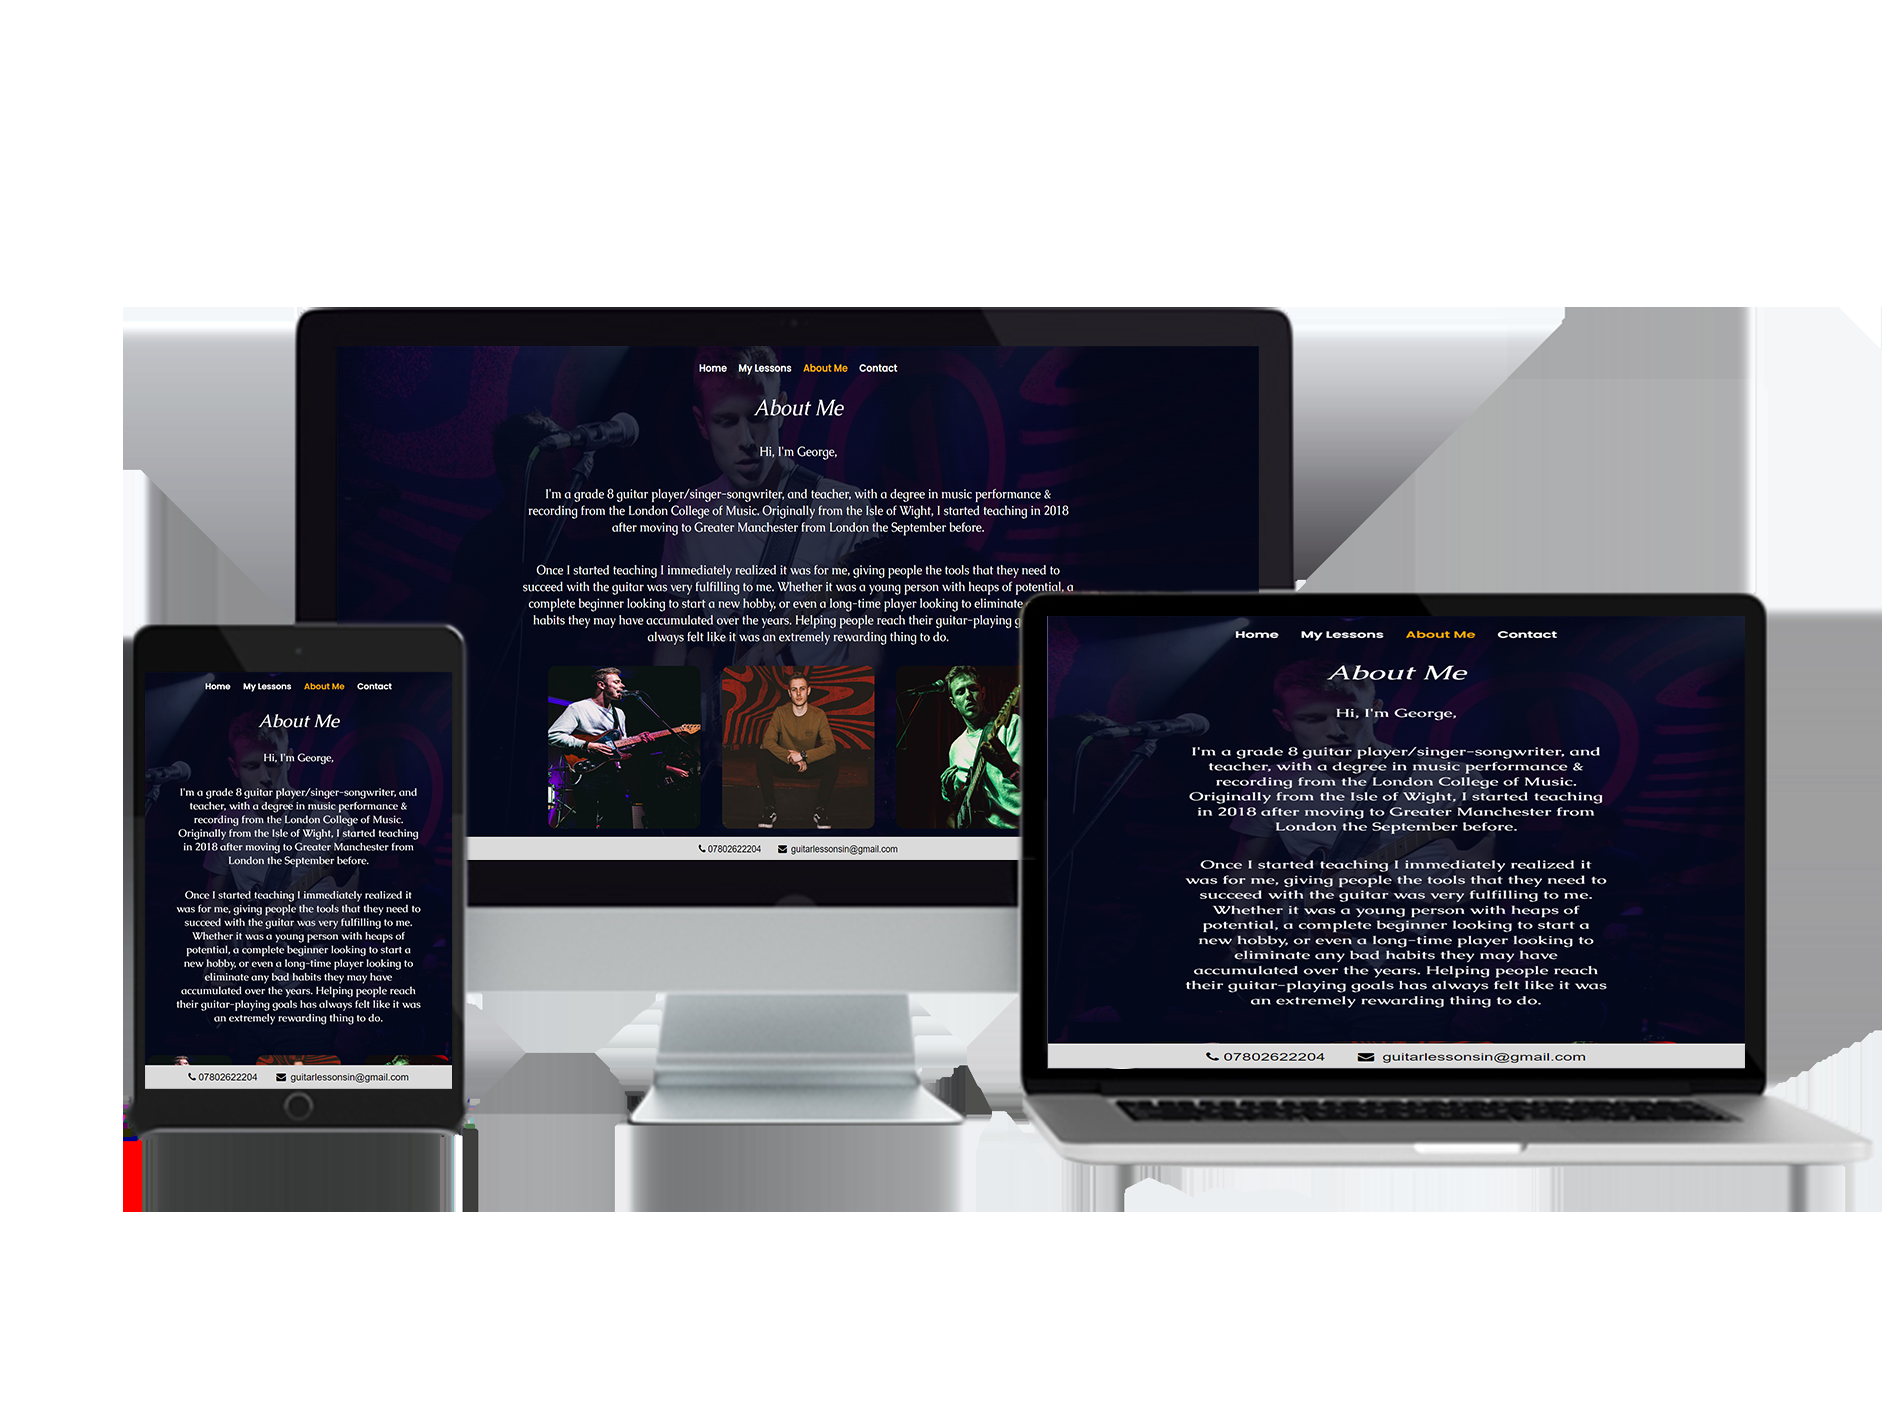 Home My Lessons About Me Contact
About Me
Hi, I'm George,
I'm a grade 8 guitar player/singer-songwriter, and teacher, with a degree in music performance &
recording from the London College of Music. Originally from the Isle of Wight, I started teaching in 2018
after moving to Greater Manchester from London the September before.
Once I started teaching I immediately realized it was for me, giving people the tools that they need to
succeed with the guitar was very fulfilling to me. Whether it was a young person with heaps of potential, a
complete beginner looking to start a new hobby, or even a long-time player looking to eliminate
habits they may have accumulated over the years. Helping people reach their guitar-playing g
always felt like it was an extremely rewarding thing to do.
07802622204 guitarlessonsin@gmail.com
Home My Lessons About Me Contact
About Me
Hi, I'm George,
I'm a grade 8 guitar player/singer-songwriter, and
teacher, with a degree in music performance &
recording from the London College of Music.
Originally from the Isle of Wight, I started teaching
in 2018 after moving to Greater Manchester from
London the September before.
Once I started teaching I immediately realized it
was for me, giving people the tools that they need to
succeed with the guitar was very fulfilling to me.
Whether it was a young person with heaps of
potential, a complete beginner looking to start a
new hobby, or even a long-time player looking to
eliminate any bad habits they may have
accumulated over the years. Helping people reach
their guitar-playing goals has always felt like it was
an extremely rewarding thing to do.
07802622204 guitarlessonsin@gmail.com
Home My Lessons About Me Contact
About Me
Hi, I'm George,
I'm a grade 8 guitar player/singer-songwriter, and
teacher, with a degree in music performance &
recording from the London College of Music.
Originally from the Isle of Wight, I started teaching
in 2018 after moving to Greater Manchester from
London the September before.
Once I started teaching I immediately realized it
was for me, giving people the tools that they need to
succeed with the guitar was very fulfilling to me.
Whether it was a young person with heaps of
potential, a complete beginner looking to start a
new hobby, or even a long-time player looking to
eliminate any bad habits they may have
accumulated over the years. Helping people reach
their guitar-playing goals has always felt like it was
an extremely rewarding thing to do.
07802622204 guitarlessonsin@gmail.com